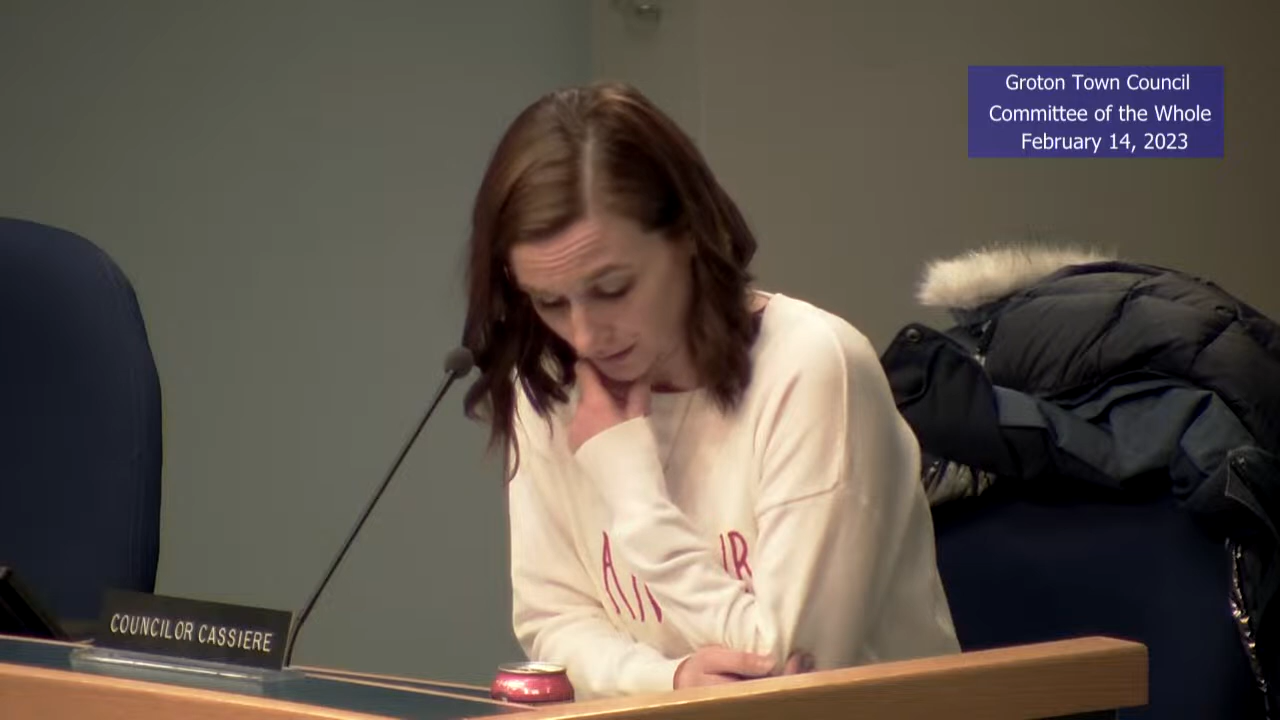 Groton Town Council
Committee of the Whole
February 14, 2023
COUNCILOR CASSIERE